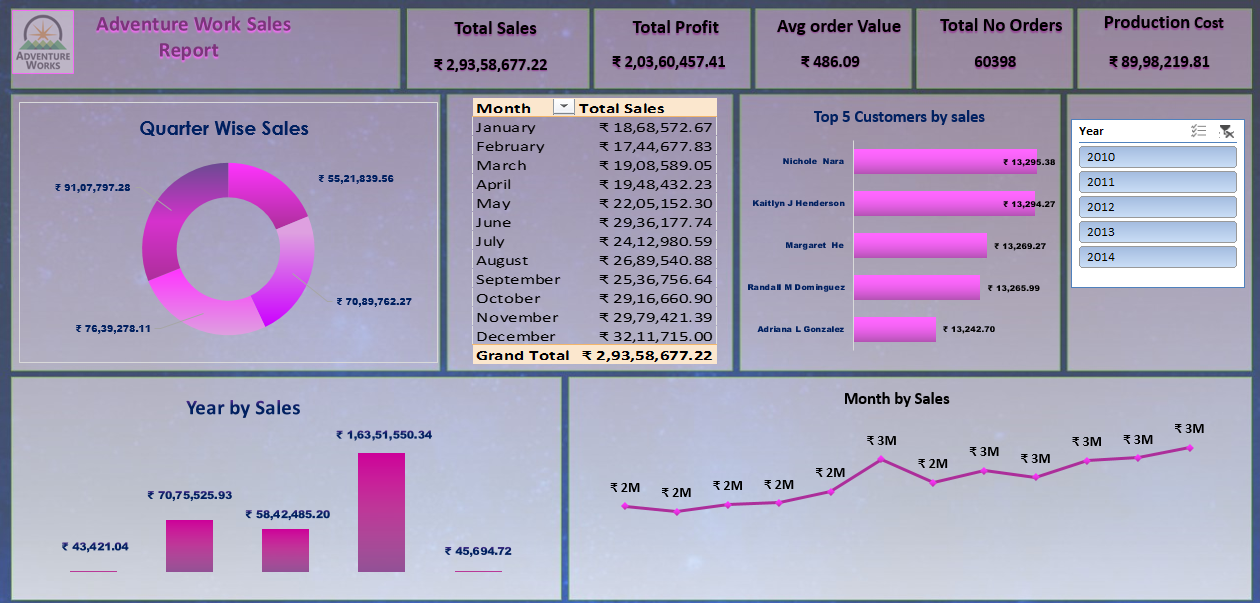 ADVENTURE
WORKS
Adventure Work Sales
Report
Total Sales
₹ 2,93,58,677.22
Total Profit
₹ 2,03,60,457.41
Avg order Value
₹ 486.09
Total No Orders
60398
Production Cost
₹ 89,98,219.81
Quarter Wise Sales
₹ 91,07,797.28
₹ 55,21,839.56
₹ 70,89,762.27
₹ 76,39,278.11
Month Total Sales
January ₹ 18,68,572.67
February ₹ 17,44,677.83
March ₹ 19,08,589.05
April ₹ 19,48,432.23
May ₹ 22,05,152.30
June ₹ 29,36,177.74
July ₹ 24,12,980.59
August ₹ 26,89,540.88
September ₹ 25,36,756.64
October ₹ 29,16,660.90
November ₹ 29,79,421.39
December ₹ 32,11,715.00
Grand Total ₹ 2,93,58,677.22
Top 5 Customers by sales
Nichole Nara ₹ 13,295.38
Kaitlyn J Henderson ₹ 13,294.27
Margaret He ₹ 13,269.27
Randall M Dominguez ₹ 13,265.99
Adriana L Gonzalez ₹ 13,242.70
Year
2010
2011
2012
2013
2014
Year by Sales
₹ 43,421.04
₹ 70,75,525.93
₹ 58,42,485.20
₹ 1,63,51,550.34
₹ 45,694.72
Month by Sales
₹ 2M
₹ 2M
₹ 2M
₹ 2M
₹ 2M
₹ 3M
₹ 2M
₹ 3M
₹ 3M
₹ 3M
₹ 3M
₹ 3M